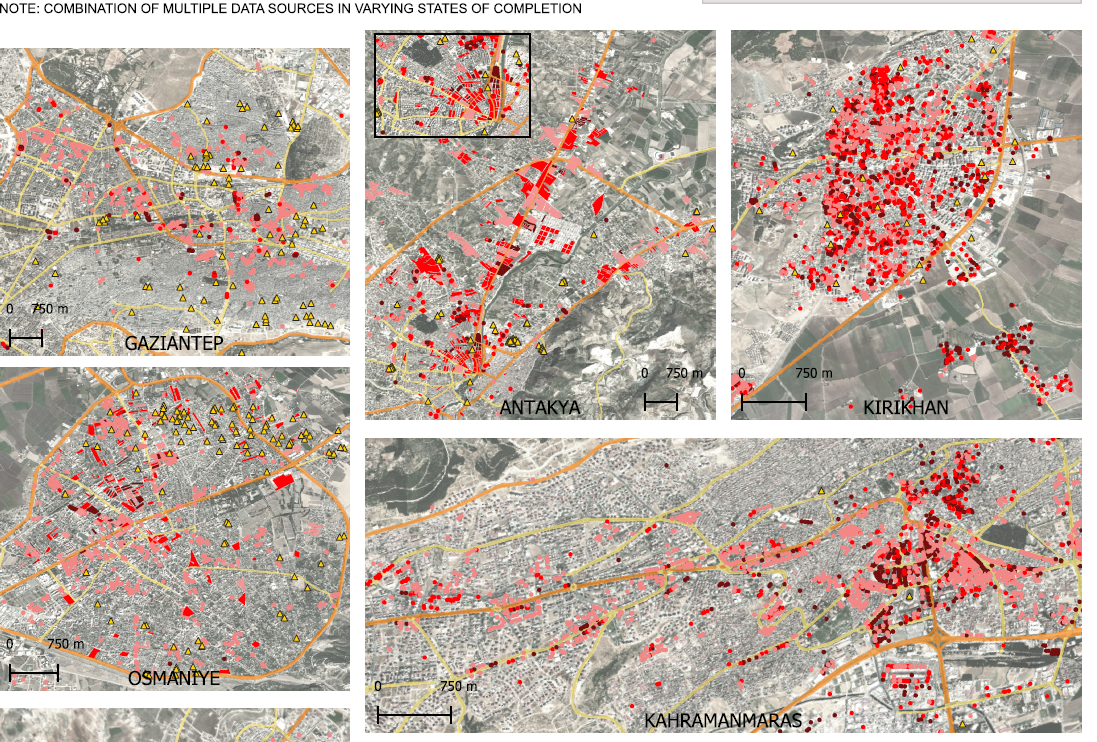 NOTE: COMBINATION OF MULTIPLE DATA SOURCES IN VARYING STATES OF COMPLETION
0 750 m
GAZIANTEP
0 750 m
ANTAKYA
0 750 m
KIRIKHAN
0 750 m
OSMANIYE
0 750 m
KAHRAMANMARAS